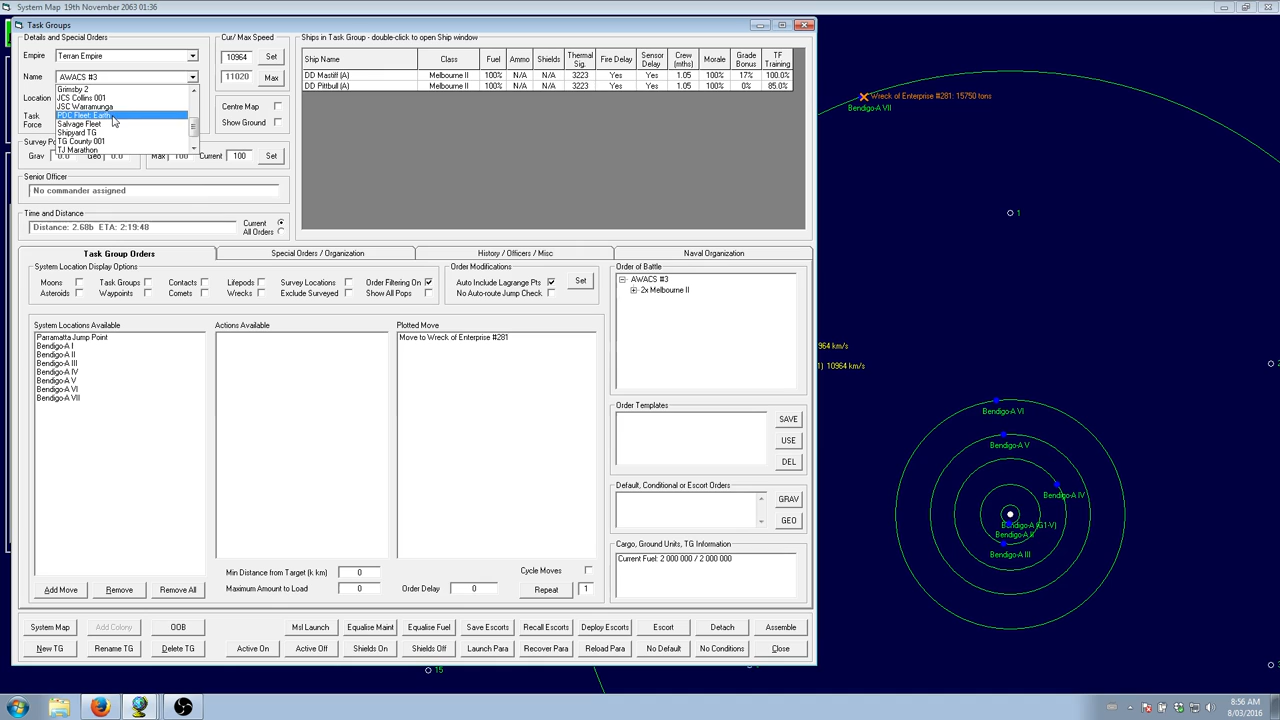 System Map 19th November 2063 01:36
Task Groups
Details and Special Orders
Empire
Terran Empire
Name
AWACS #3
Grimsby 2
JCS Collins 001
JSC Warramunga
PDC Fleet: Earth
Salvage Fleet
Shipyard TG
TG County 001
TJ Marathon
Location
Task
Force
Cur/ Max Speed
10964
Set
11020
Max
Centre Map
Show Ground
Grav
0.0
Geo
0.0
Max
100
Current
100
Set
Senior Officer
No commander assigned
Time and Distance
Distance: 2.68b ETA: 2:19:48
Current
All Orders
Ships in Task Group - double-click to open Ship window
Ship Name
Class
Fuel
Ammo
Shields
Thermal Sig.
Fire Delay
Sensor Delay
Crew (mths)
Morale
Grade Bonus
TF Training
DD Mastiff (A) Melbourne II 100% N/A N/A 3223 Yes Yes 1.05 100% 17% 100.0%
DD Pitbull (A) Melbourne II 100% N/A N/A 3223 Yes Yes 1.05 100% 0% 85.0%
Task Group Orders
Special Orders / Organization
History / Officers / Misc
Naval Organization
System Location Display Options
Moons
Task Groups
Contacts
Lifepods
Survey Locations
Order Filtering On
Asteroids
Waypoints
Comets
Wrecks
Exclude Surveyed
Show All Pops
Order Modifications
Auto Include Lagrange Pts
No Auto-route Jump Check
Set
Order of Battle
AWACS #3
2x Melbourne II
System Locations Available
Parramatta Jump Point
Bendigo-A I
Bendigo-A II
Bendigo-A III
Bendigo-A IV
Bendigo-A V
Bendigo-A VI
Bendigo-A VII
Actions Available
Plotted Move
Move to Wreck of Enterprise #281
Order Templates
SAVE
USE
DEL
Default, Conditional or Escort Orders
GRAV
GEO
Cargo, Ground Units, TG Information
Current Fuel: 2 000 000 / 2 000 000
Min Distance from Target (k km)
0
Cycle Moves
Add Move
Remove
Remove All
Maximum Amount to Load
0
Order Delay
0
Repeat
1
System Map
Add Colony
OOB
Msl Launch
Equalise Maint
Equalise Fuel
Save Escorts
Recall Escorts
Deploy Escorts
Escort
Detach
Assemble
New TG
Rename TG
Delete TG
Active On
Active Off
Shields On
Shields Off
Launch Para
Recover Para
Reload Para
No Default
No Conditions
Close
Wreck of Enterprise #281: 15750 tons
Bendigo-A VII
1
964 km/s
1) 10964 km/s
2
Bendigo-A VI
Bendigo-A V
Bendigo-A IV
Bendigo-A (G1-V)
Bendigo-A II
Bendigo-A III
15
3
8:56 AM
8/03/2016